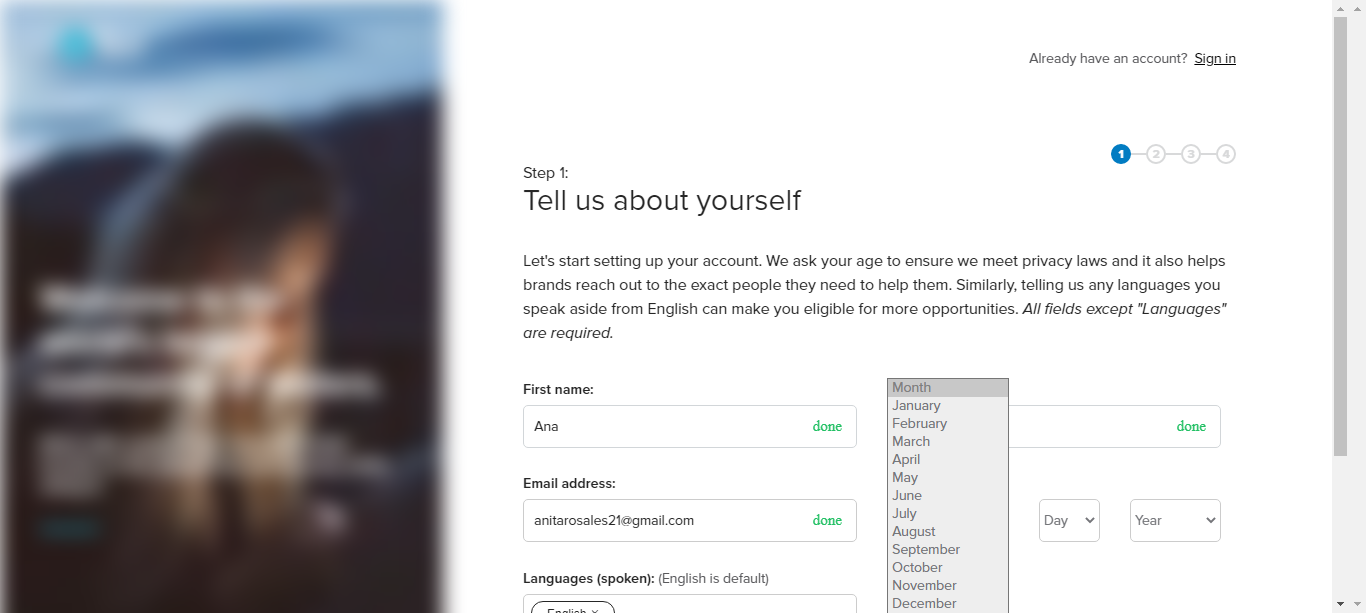 Already have an account? Sign in
1 2 3 4
Step 1:
Tell us about yourself
Let's start setting up your account. We ask your age to ensure we meet privacy laws and it also helps
brands reach out to the exact people they need to help them. Similarly, telling us any languages you
speak aside from English can make you eligible for more opportunities. All fields except "Languages"
are required.
First name:
Ana done
done
Email address:
anitarosales21@gmail.com done
Month
January
February
March
April
May
June
July
August
September
October
November
December
Day
Year
Languages (spoken): (English is default)
English ×